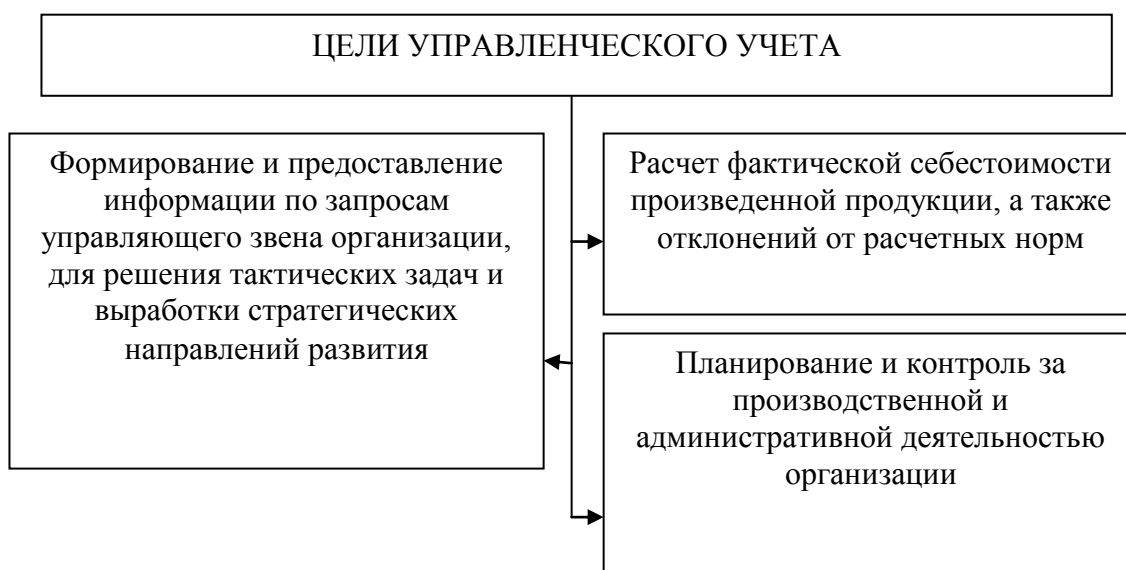 ЦЕЛИ УПРАВЛЕНЧЕСКОГО УЧЕТА
Формирование и предоставление
информации по запросам
управляющего звена организации,
для решения тактических задач и
выработки стратегических
направлений развития
Расчет фактической себестоимости
произведенной продукции, а также
отклонений от расчетных норм
Планирование и контроль за
производственной и
административной деятельностью
организации